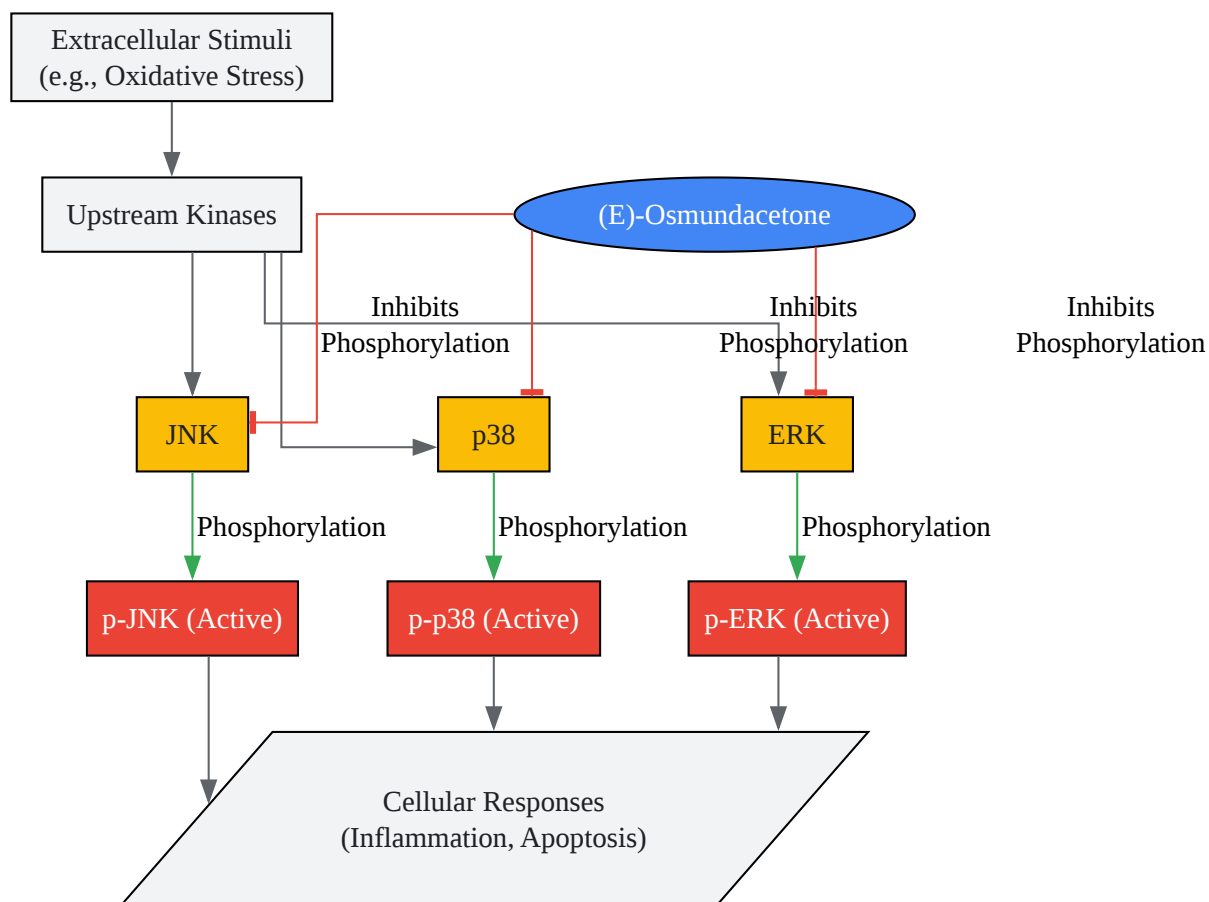 Extracellular Stimuli
(e.g., Oxidative Stress)
Upstream Kinases
(E)-Osmundacetone
Inhibits
Phosphorylation
Inhibits
Phosphorylation
Inhibits
Phosphorylation
JNK
p38
ERK
Phosphorylation
Phosphorylation
Phosphorylation
p-JNK (Active)
p-p38 (Active)
p-ERK (Active)
Cellular Responses
(Inflammation, Apoptosis)